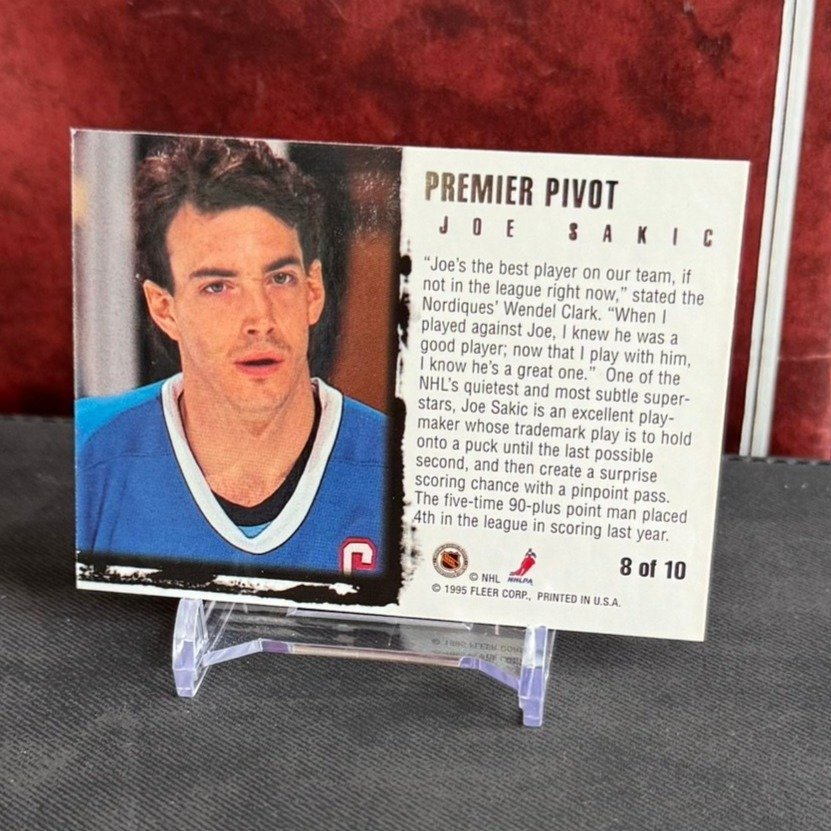 PREMIER PIVOT
JOE SAKIC
"Joe's the best player on our team, if
not in the league right now," stated the
Nordiques' Wendel Clark. "When I
played against Joe, I knew he was a
good player; now that I play with him,
I know he's a great one." One of the
NHL's quietest and most subtle super-
stars, Joe Sakic is an excellent play-
maker whose trademark play is to hold
onto a puck until the last possible
second, and then create a surprise
scoring chance with a pinpoint pass.
The five-time 90-plus point man placed
4th in the league in scoring last year.
C
© NHL NHLPA 8 of 10
© 1995 FLEER CORP., PRINTED IN U.S.A.